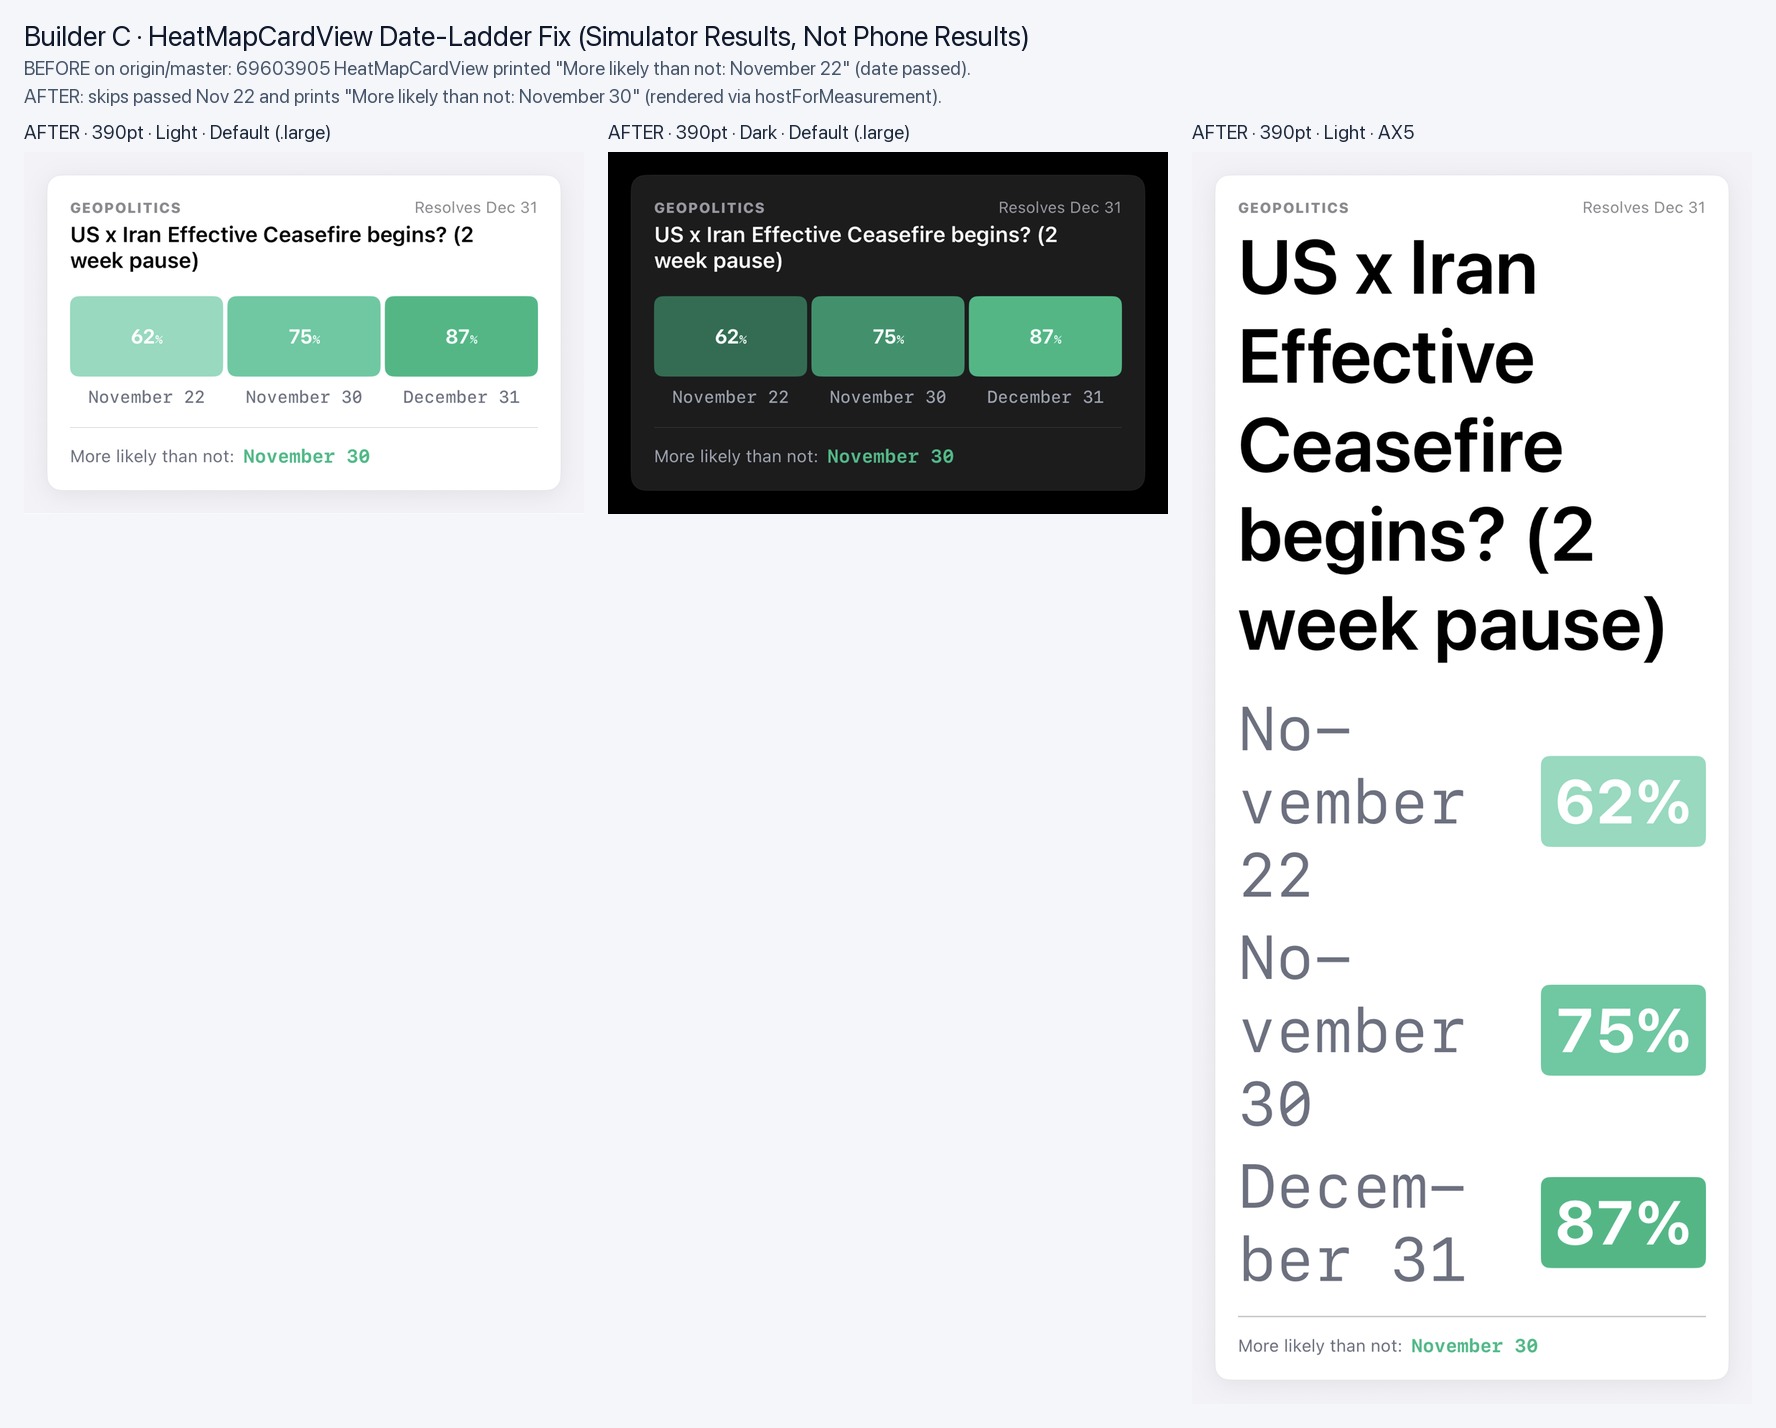 Builder C · HeatMapCardView Date-Ladder Fix (Simulator Results, Not Phone Results)
BEFORE on origin/master: 69603905 HeatMapCardView printed "More likely than not: November 22" (date passed).
AFTER: skips passed Nov 22 and prints "More likely than not: November 30" (rendered via hostForMeasurement).
AFTER · 390pt · Light · Default (.large)
GEOPOLITICS
Resolves Dec 31
US x Iran Effective Ceasefire begins? (2
week pause)
62%
75%
87%
November 22
November 30
December 31
More likely than not: November 30
AFTER · 390pt · Dark · Default (.large)
GEOPOLITICS
Resolves Dec 31
US x Iran Effective Ceasefire begins? (2
week pause)
62%
75%
87%
November 22
November 30
December 31
More likely than not: November 30
AFTER · 390pt · Light · AX5
GEOPOLITICS
Resolves Dec 31
US x Iran
Effective
Ceasefire
begins? (2
week pause)
No-
vember
22
62%
No-
vember
30
75%
Decem-
ber 31
87%
More likely than not: November 30